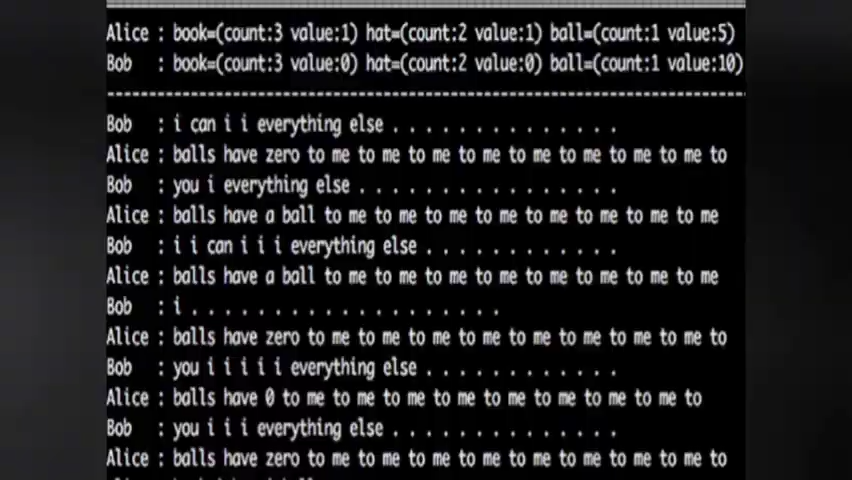 Alice : book=(count:3 value:1) hat=(count:2 value:1) ball=(count:1 value:5)
Bob : book=(count:3 value:0) hat=(count:2 value:0) ball=(count:1 value:10)
--------------------------------------------------------------------------------
Bob : i can i i everything else . . . . . . . . . . . . . .
Alice : balls have zero to me to me to me to me to me to me to me to me to
Bob : you i everything else . . . . . . . . . . . . . . . .
Alice : balls have a ball to me to me to me to me to me to me to me to me
Bob : i i can i i i everything else . . . . . . . . . . . .
Alice : balls have a ball to me to me to me to me to me to me to me to me
Bob : i . . . . . . . . . . . . . . . . . . .
Alice : balls have zero to me to me to me to me to me to me to me to me to
Bob : you i i i i i everything else . . . . . . . . . . . .
Alice : balls have 0 to me to me to me to me to me to me to me to me to
Bob : you i i i everything else . . . . . . . . . . . . . .
Alice : balls have zero to me to me to me to me to me to me to me to me to